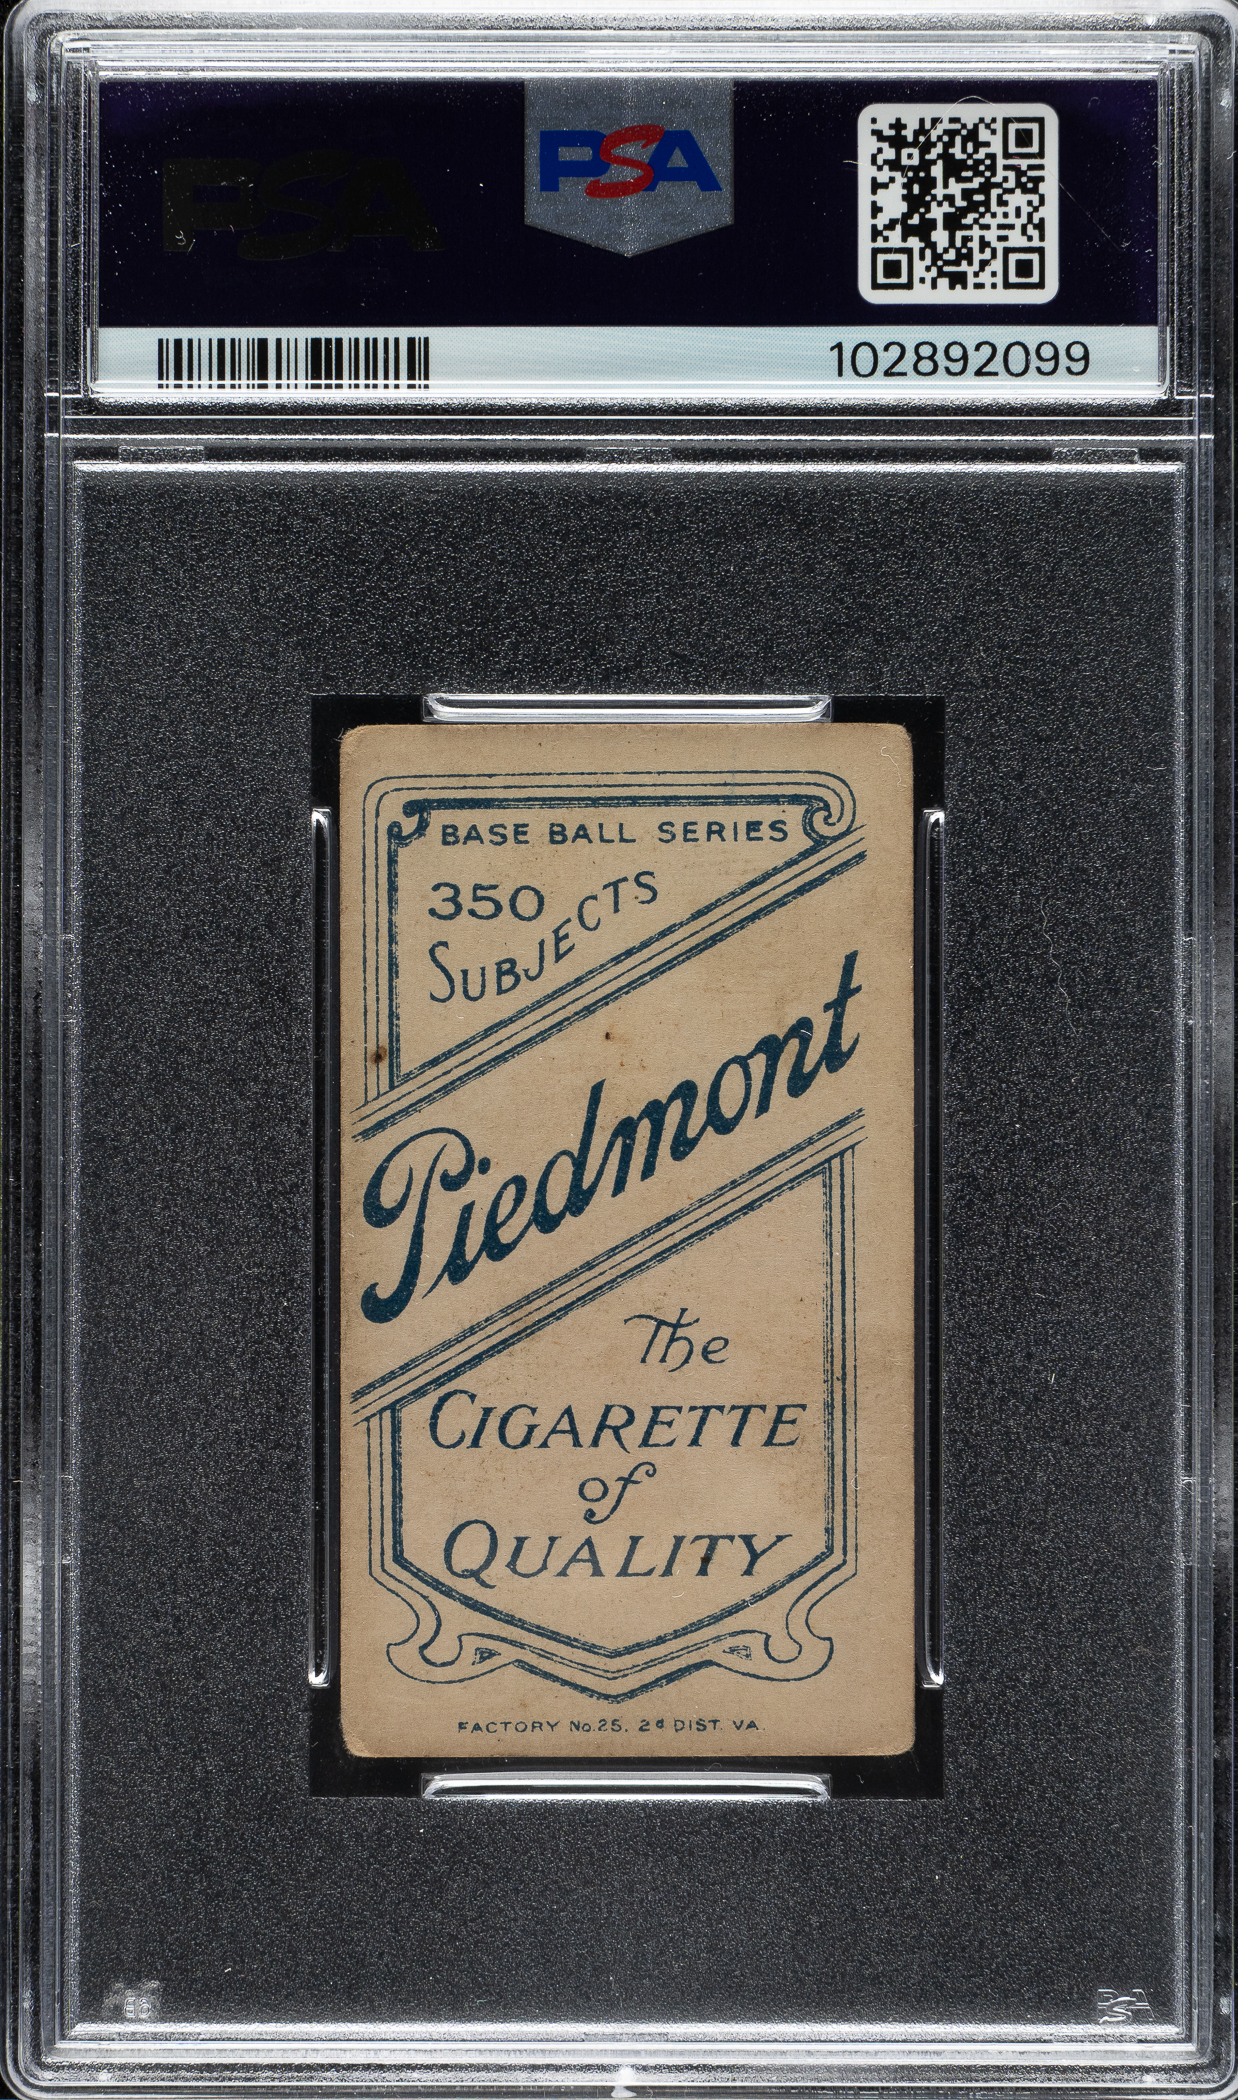 PSA
PSA
102892099
BASE BALL SERIES
350
SUBJECTS
Piedmont
The
CIGARETTE
of
QUALITY
FACTORY No.25. 2d DIST. VA.
PSA